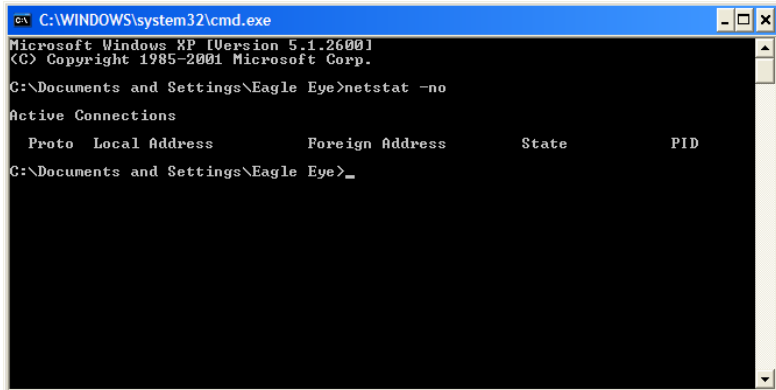 C:\WINDOWS\system32\cmd.exe
Microsoft Windows XP [Version 5.1.2600]
(C) Copyright 1985-2001 Microsoft Corp.
C:\Documents and Settings\Eagle Eye>netstat -no
Active Connections
Proto Local Address Foreign Address State PID
C:\Documents and Settings\Eagle Eye>_